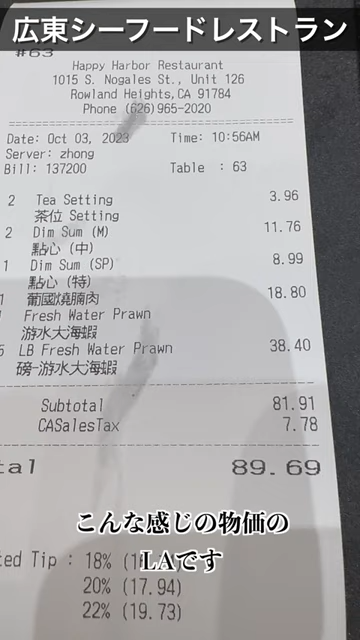 広東シーフードレストラン
#63
Happy Harbor Restaurant
1015 S. Nogales St., Unit 126
Rowland Heights,CA 91784
Phone (626)965-2020
Date: Oct 03, 2023 Time: 10:56AM
Server: zhong
Bill: 137200 Table : 63
2 Tea Setting 3.96
茶位 Setting
2 Dim Sum (M) 11.76
點心 (中)
1 Dim Sum (SP) 8.99
點心 (特)
1 葡國燒腩肉 18.80
Fresh Water Prawn
游水大海蝦
LB Fresh Water Prawn 38.40
磅-游水大海蝦
Subtotal 81.91
CASalesTax 7.78
tal 89.69
こんな感じの物価の
LAです
ted Tip : 18%
20% (17.94)
22% (19.73)